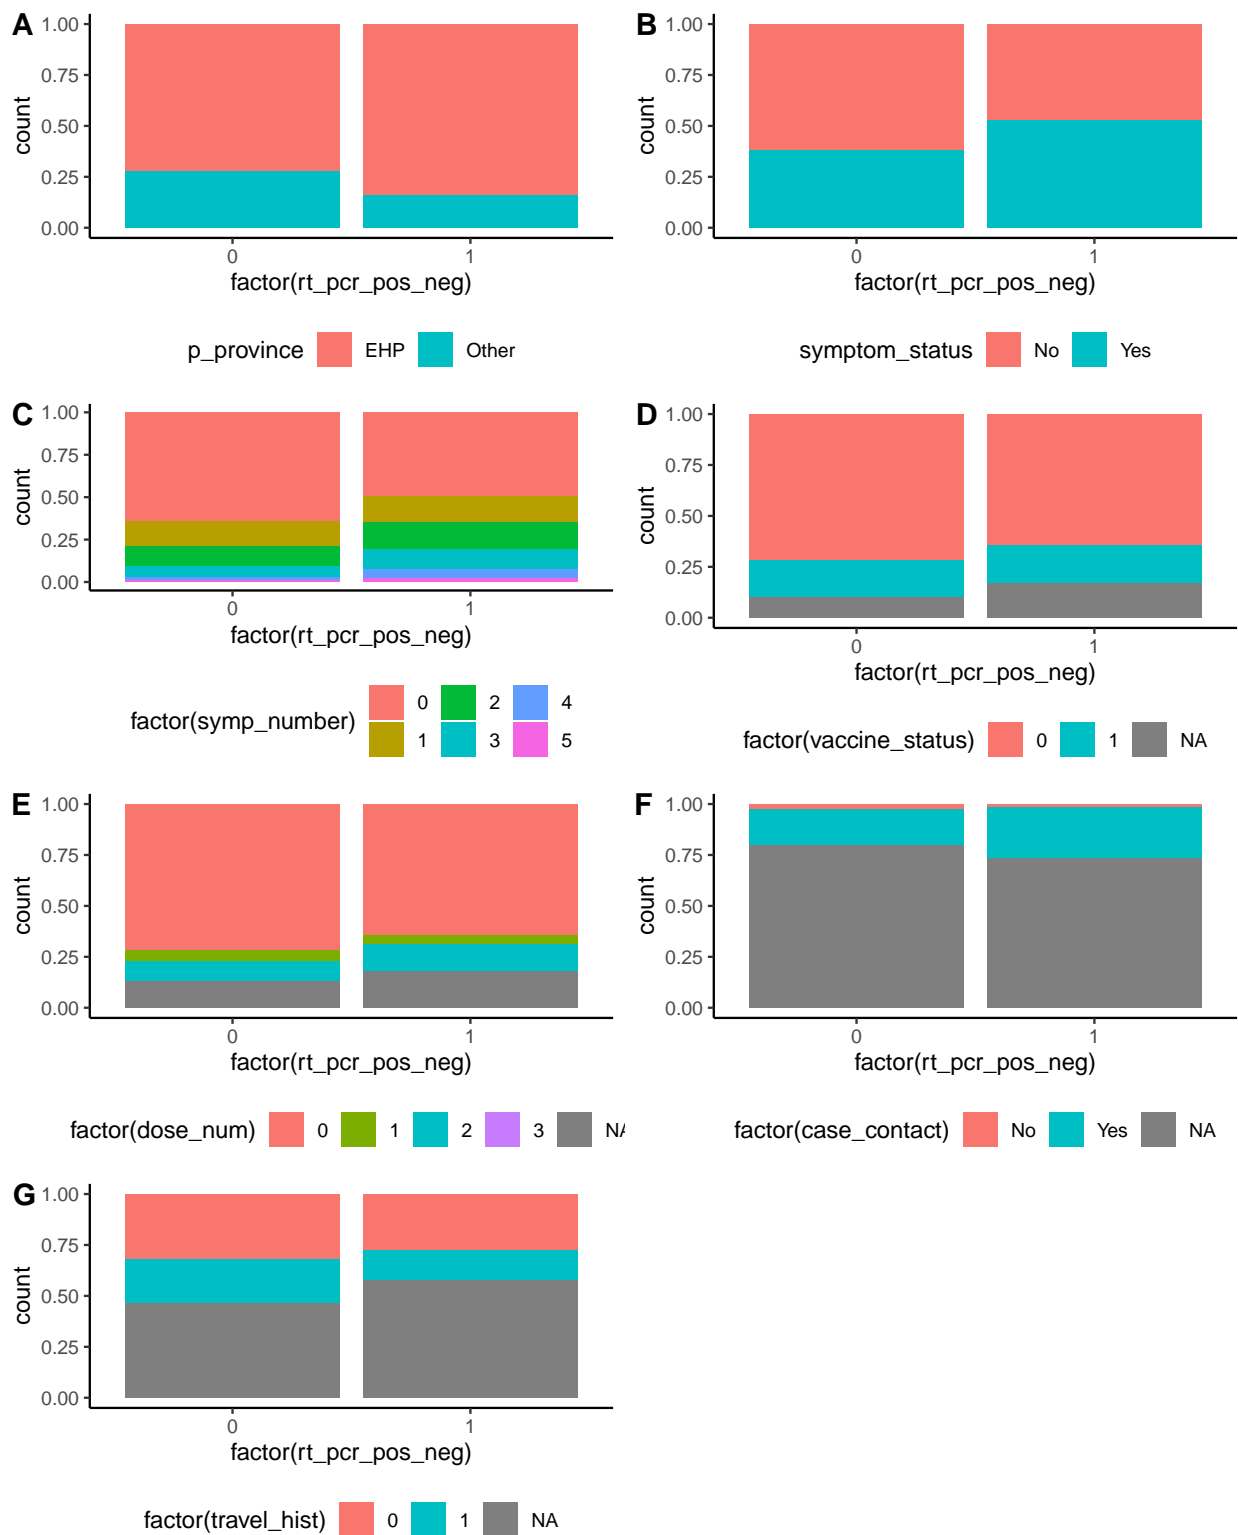 A
1.00
0.75
0.50
0.25
0.00
count
0 1
factor(rt_pcr_pos_neg)
p_province EHP Other
B
1.00
0.75
0.50
0.25
0.00
count
0 1
factor(rt_pcr_pos_neg)
symptom_status No Yes
C
1.00
0.75
0.50
0.25
0.00
count
0 1
factor(rt_pcr_pos_neg)
factor(symp_number)
0 2 4
1 3 5
D
1.00
0.75
0.50
0.25
0.00
count
0 1
factor(rt_pcr_pos_neg)
factor(vaccine_status) 0 1 NA
E
1.00
0.75
0.50
0.25
0.00
count
0 1
factor(rt_pcr_pos_neg)
factor(dose_num) 0 1 2 3 NA
F
1.00
0.75
0.50
0.25
0.00
count
0 1
factor(rt_pcr_pos_neg)
factor(case_contact) No Yes NA
G
1.00
0.75
0.50
0.25
0.00
count
0 1
factor(rt_pcr_pos_neg)
factor(travel_hist) 0 1 NA